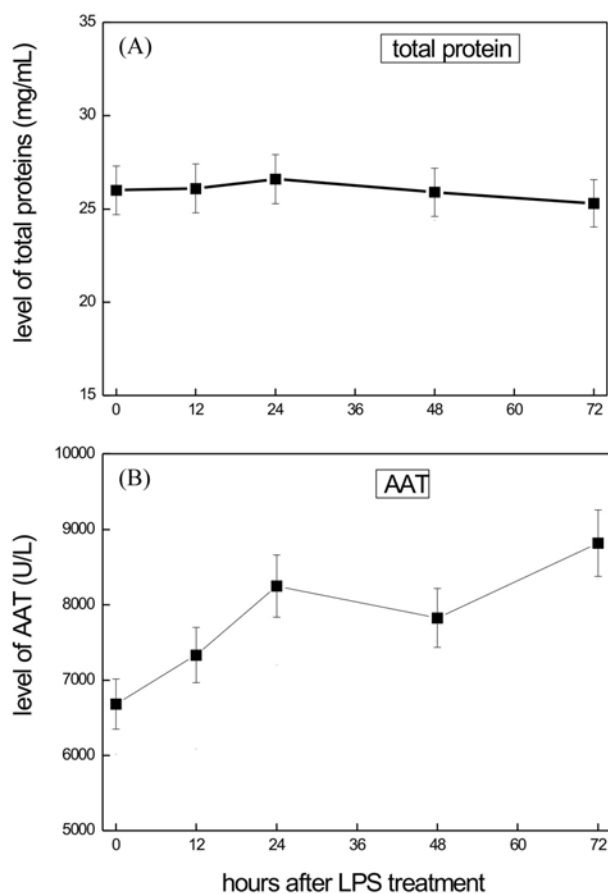 (A)
total protein
level of total proteins (mg/mL)
35
30
25
20
15
0 12 24 36 48 60 72
(B)
AAT
level of AAT (U/L)
10000
9000
8000
7000
6000
5000
0 12 24 36 48 60 72
hours after LPS treatment